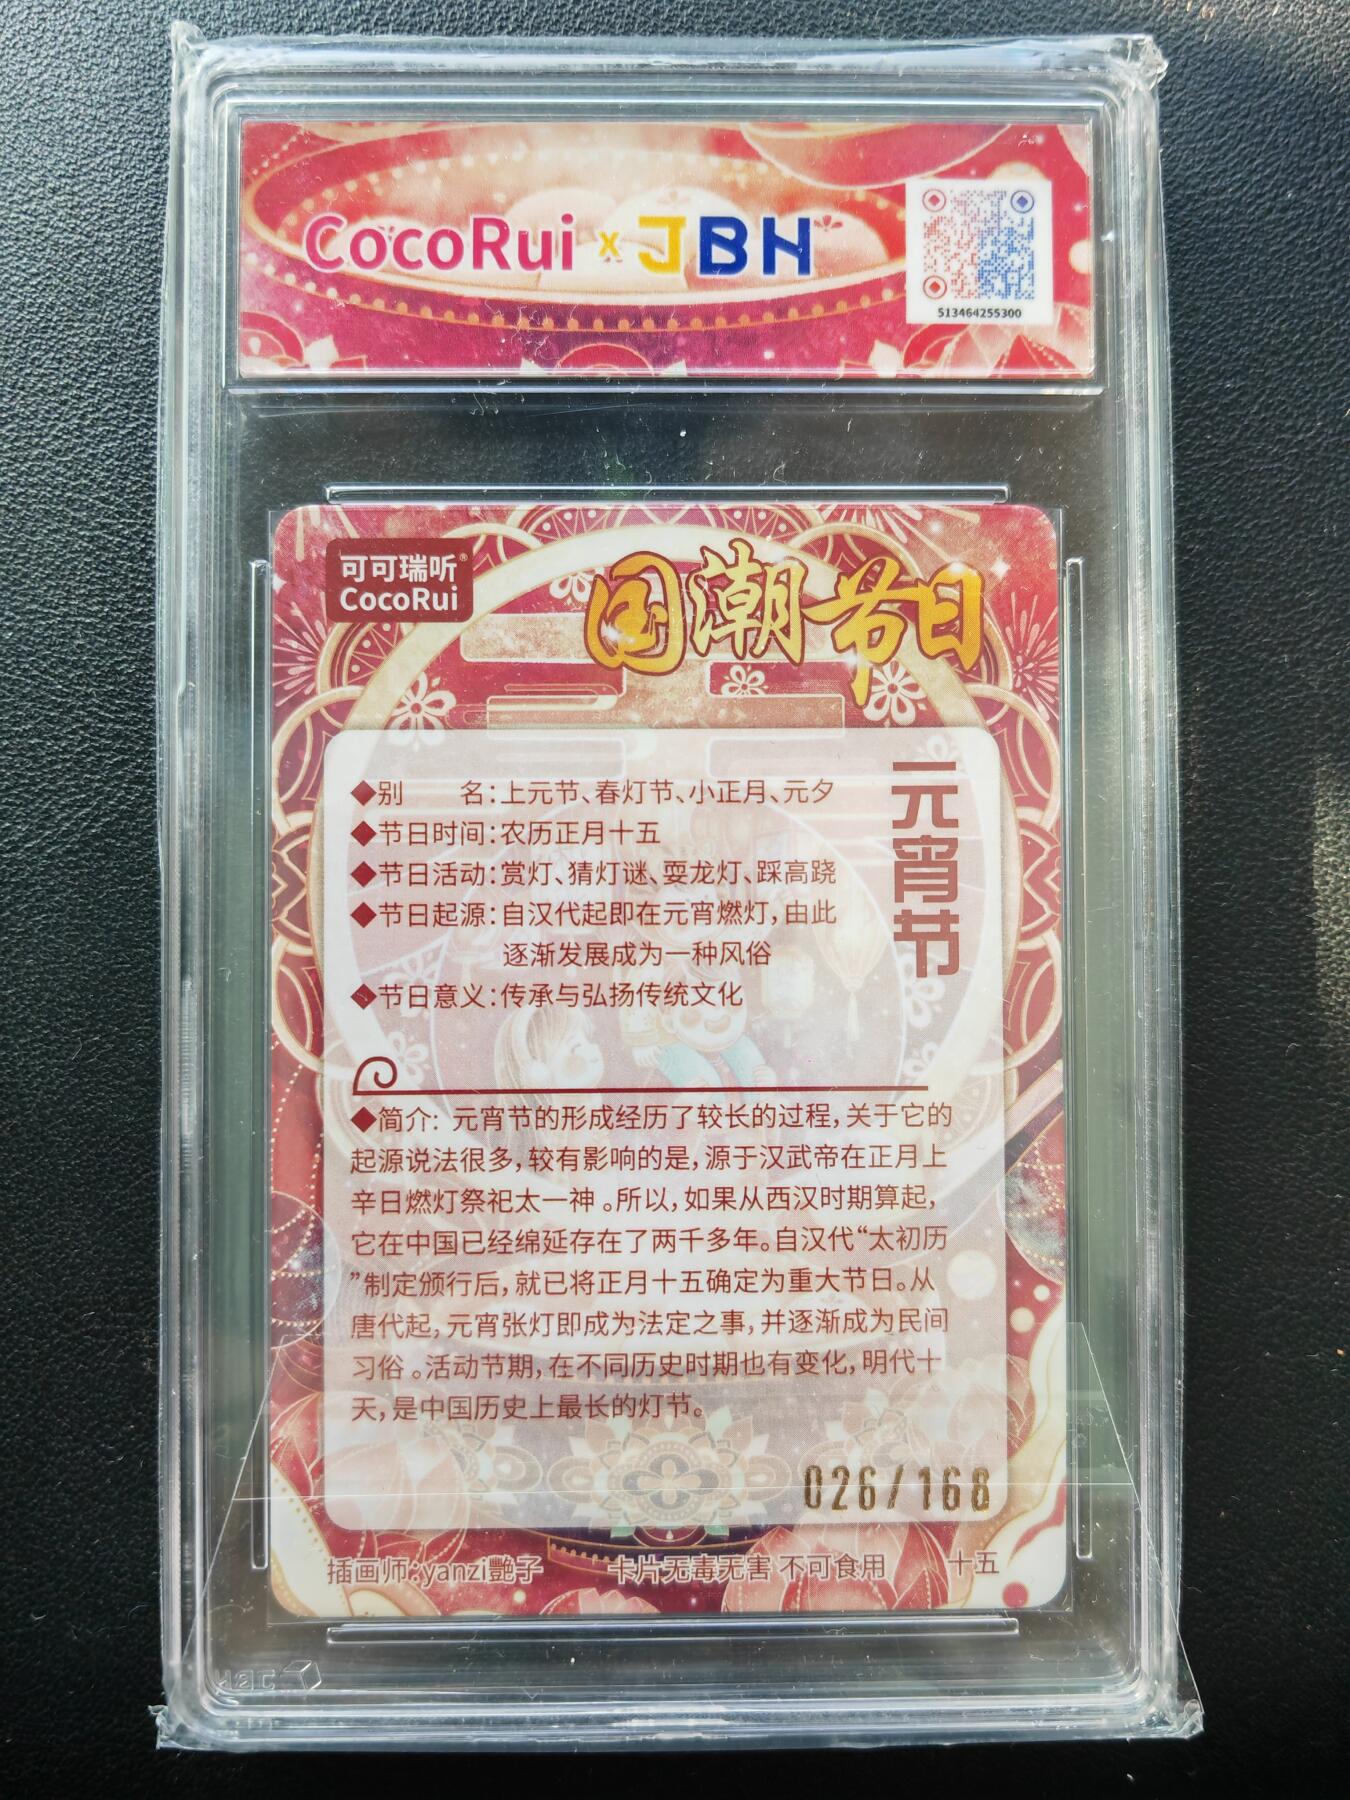 CocoRui x JBH
513464255300
可可瑞听®
CocoRui
国潮节日
元宵节
◆别　　名：上元节、春灯节、小正月、元夕
◆节日时间：农历正月十五
◆节日活动：赏灯、猜灯谜、耍龙灯、踩高跷
◆节日起源：自汉代起即在元宵燃灯，由此
逐渐发展成为一种风俗
◆节日意义：传承与弘扬传统文化
◆简介：元宵节的形成经历了较长的过程，关于它的
起源说法很多，较有影响的是，源于汉武帝在正月上
辛日燃灯祭祀太一神。所以，如果从西汉时期算起，
它在中国已经绵延存在了两千多年。自汉代“太初历
”制定颁行后，就已将正月十五确定为重大节日。从
唐代起，元宵张灯即成为法定之事，并逐渐成为民间
习俗。活动节期，在不同历史时期也有变化，明代十
天，是中国历史上最长的灯节。
026/168
插画师：yanzi艷子　卡片无毒无害 不可食用　十五